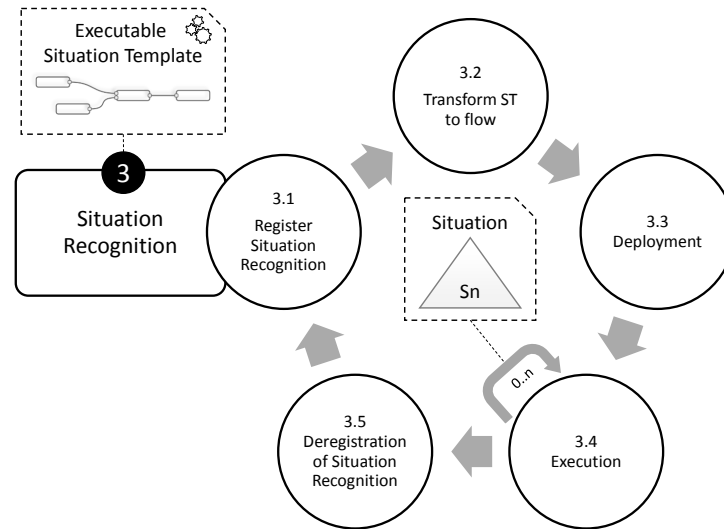 Executable
Situation Template
3
Situation
Recognition
3.1
Register
Situation
Recognition
3.2
Transform ST
to flow
3.3
Deployment
Situation
Sn
0..n
3.4
Execution
3.5
Deregistration
of Situation
Recognition